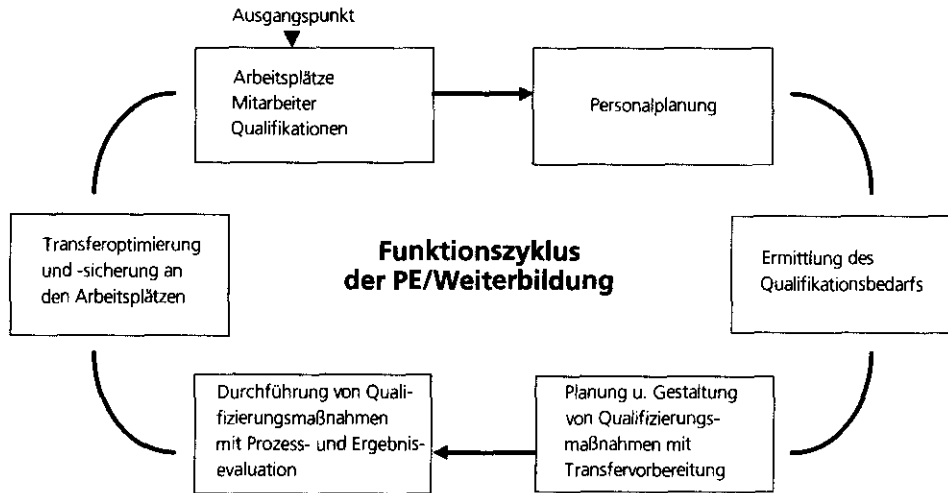 Ausgangspunkt
Arbeitsplätze
Mitarbeiter
Qualifikationen
Personalplanung
Transferoptimierung
und -sicherung an
den Arbeitsplätzen
Funktionszyklus
der PE/Weiterbildung
Ermittlung des
Qualifikationsbedarfs
Durchführung von Quali-
fizierungsmaßnahmen
mit Prozess- und Ergebnis-
evaluation
Planung u. Gestaltung
von Qualifizierungs-
maßnahmen mit
Transfervorbereitung